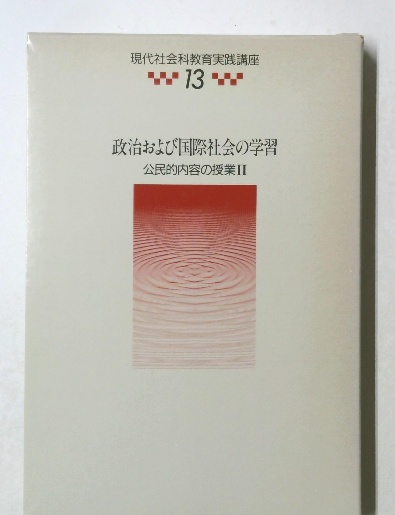 現代社会科教育実践講座
13
政治および国際社会の学習
公民的内容の授業II